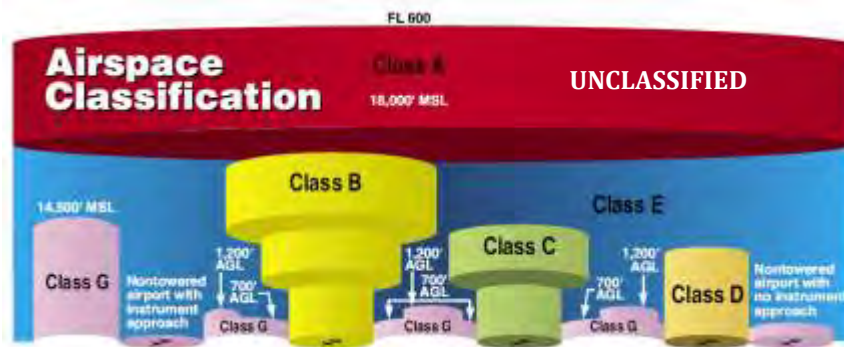 FL 600
Airspace
Classification
Class A
UNCLASSIFIED
18,000' MSL
Class B
Class E
14,500' MSL
Class C
1,200'
AGL
1,200'
AGL
1,200'
AGL
700'
AGL
700'
AGL
700'
AGL
Class G
Nontowered
airport with
instrument
approach
Class G
Class G
Class G
Class D
Nontowered
airport with
no instrument
approach